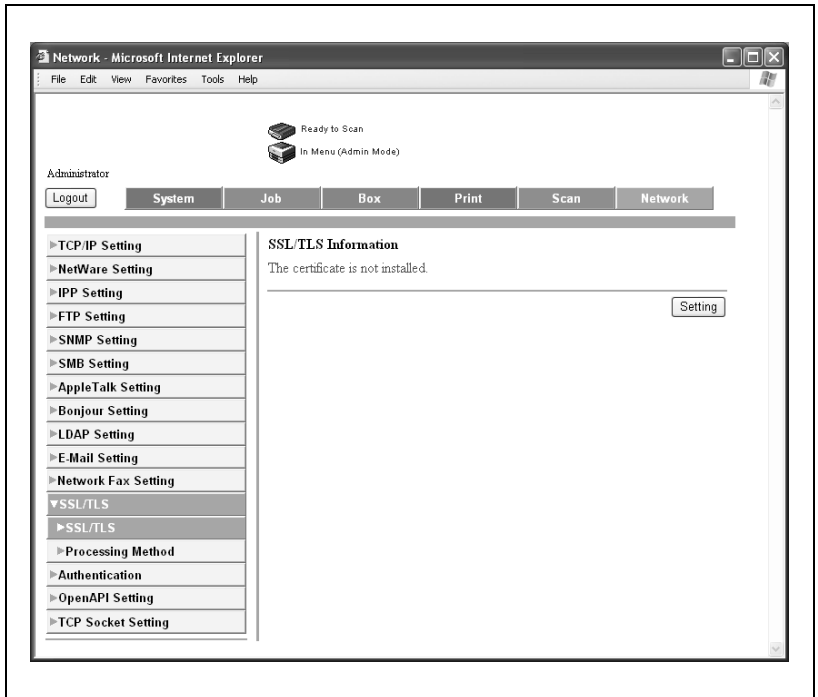 Network - Microsoft Internet Explorer
File Edit View Favorites Tools Help
Ready to Scan
In Menu (Admin Mode)
Administrator
Logout System Job Box Print Scan Network
TCP/IP Setting
NetWare Setting
IPP Setting
FTP Setting
SNMP Setting
SMB Setting
AppleTalk Setting
Bonjour Setting
LDAP Setting
E-Mail Setting
Network Fax Setting
SSL/TLS
SSL/TLS
Processing Method
Authentication
OpenAPI Setting
TCP Socket Setting
SSL/TLS Information
The certificate is not installed.
Setting